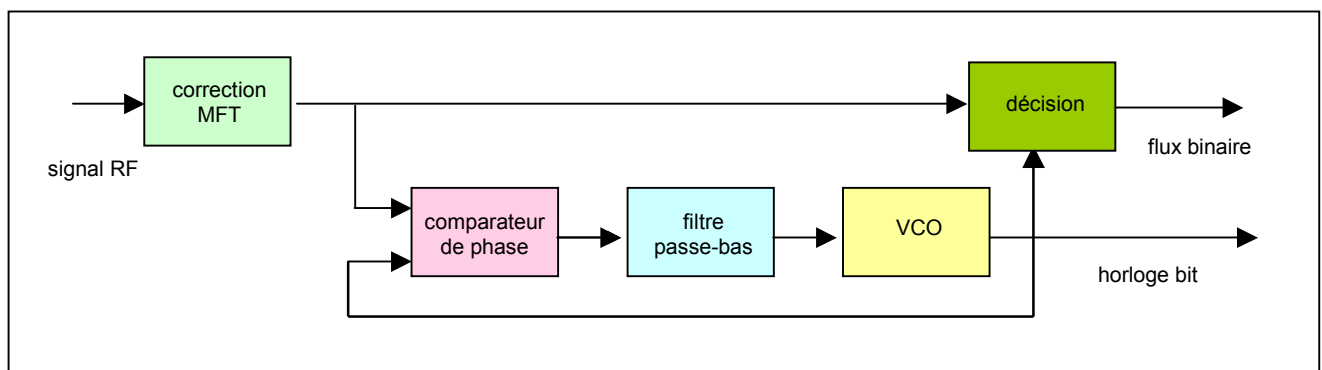 correction
MFT
signal RF
décision
flux binaire
comparateur
de phase
filtre
passe-bas
VCO
horloge bit